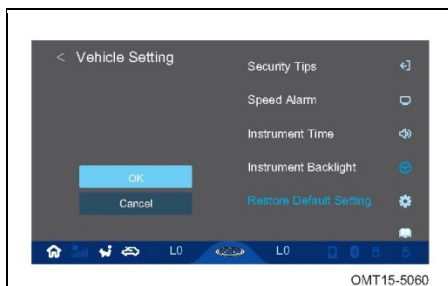 < Vehicle Setting
Security Tips
Speed Alarm
Instrument Time
Instrument Backlight
OK
Cancel
Restore Default Setting
L0
L0
OMT15-5060